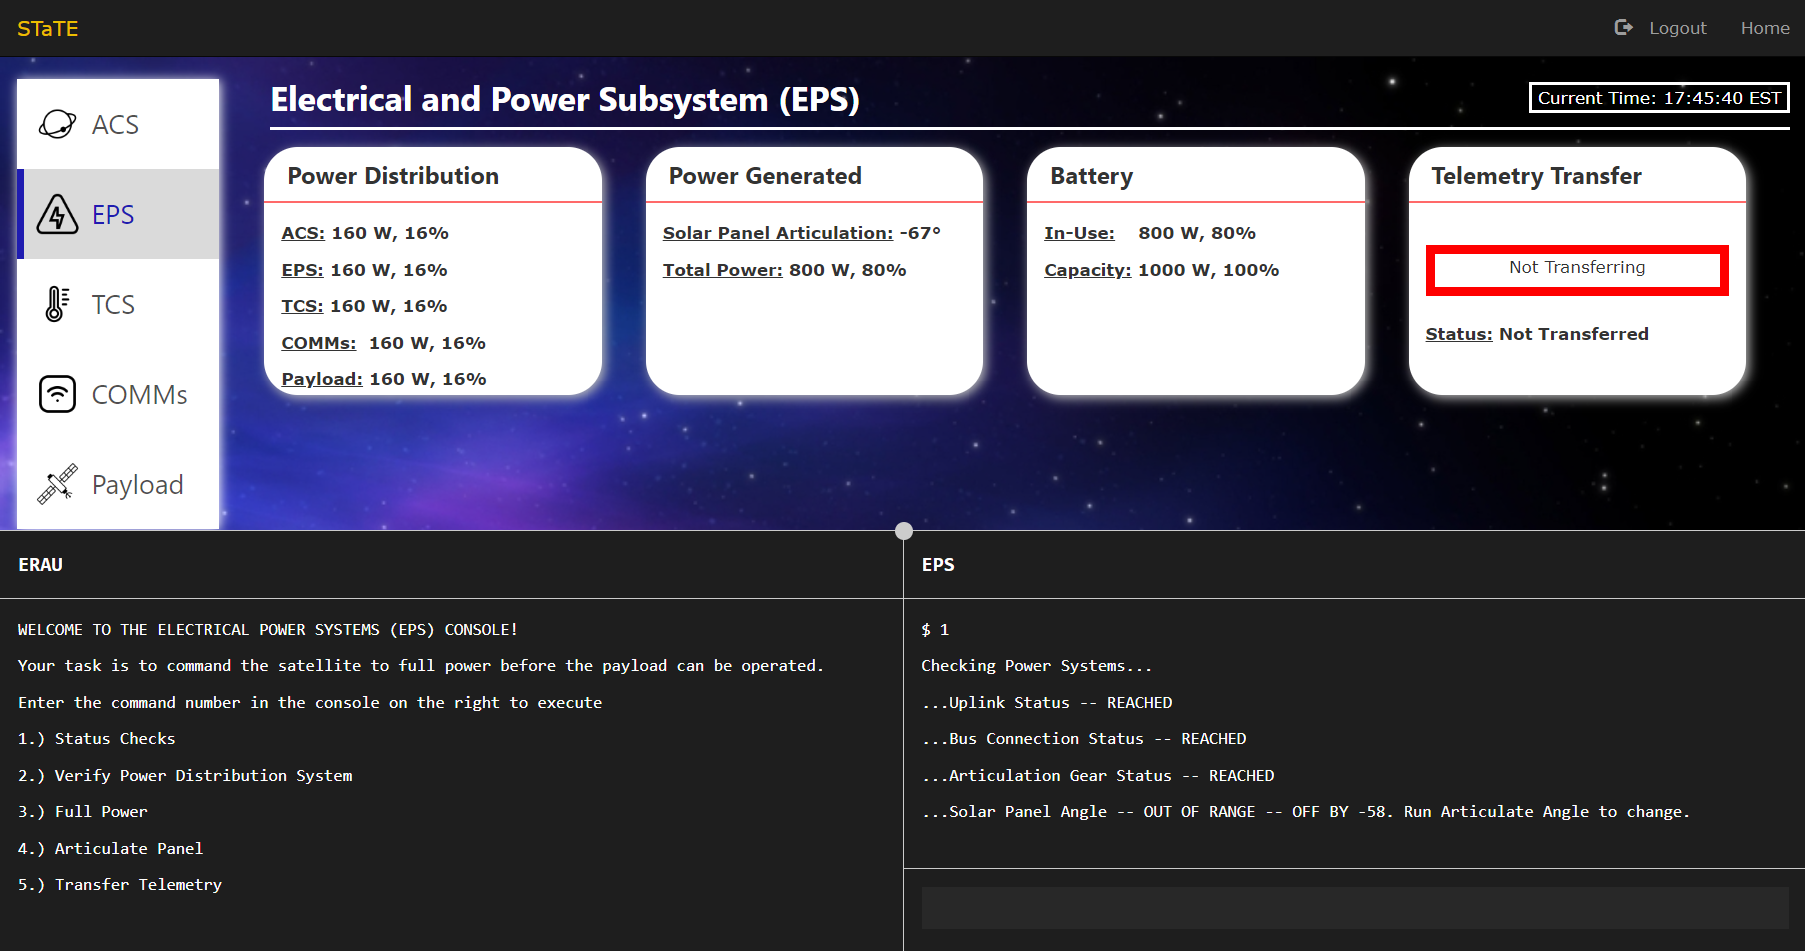 STaTE
Logout
Home
ACS
EPS
TCS
COMMs
Payload
Electrical and Power Subsystem (EPS)
Current Time: 17:45:40 EST
Power Distribution
ACS: 160 W, 16%
EPS: 160 W, 16%
TCS: 160 W, 16%
COMMs: 160 W, 16%
Payload: 160 W, 16%
Power Generated
Solar Panel Articulation: -67°
Total Power: 800 W, 80%
Battery
In-Use: 800 W, 80%
Capacity: 1000 W, 100%
Telemetry Transfer
Not Transferring
Status: Not Transferred
ERAU
WELCOME TO THE ELECTRICAL POWER SYSTEMS (EPS) CONSOLE!
Your task is to command the satellite to full power before the payload can be operated.
Enter the command number in the console on the right to execute
1.) Status Checks
2.) Verify Power Distribution System
3.) Full Power
4.) Articulate Panel
5.) Transfer Telemetry
EPS
$ 1
Checking Power Systems...
...Uplink Status -- REACHED
...Bus Connection Status -- REACHED
...Articulation Gear Status -- REACHED
...Solar Panel Angle -- OUT OF RANGE -- OFF BY -58. Run Articulate Angle to change.